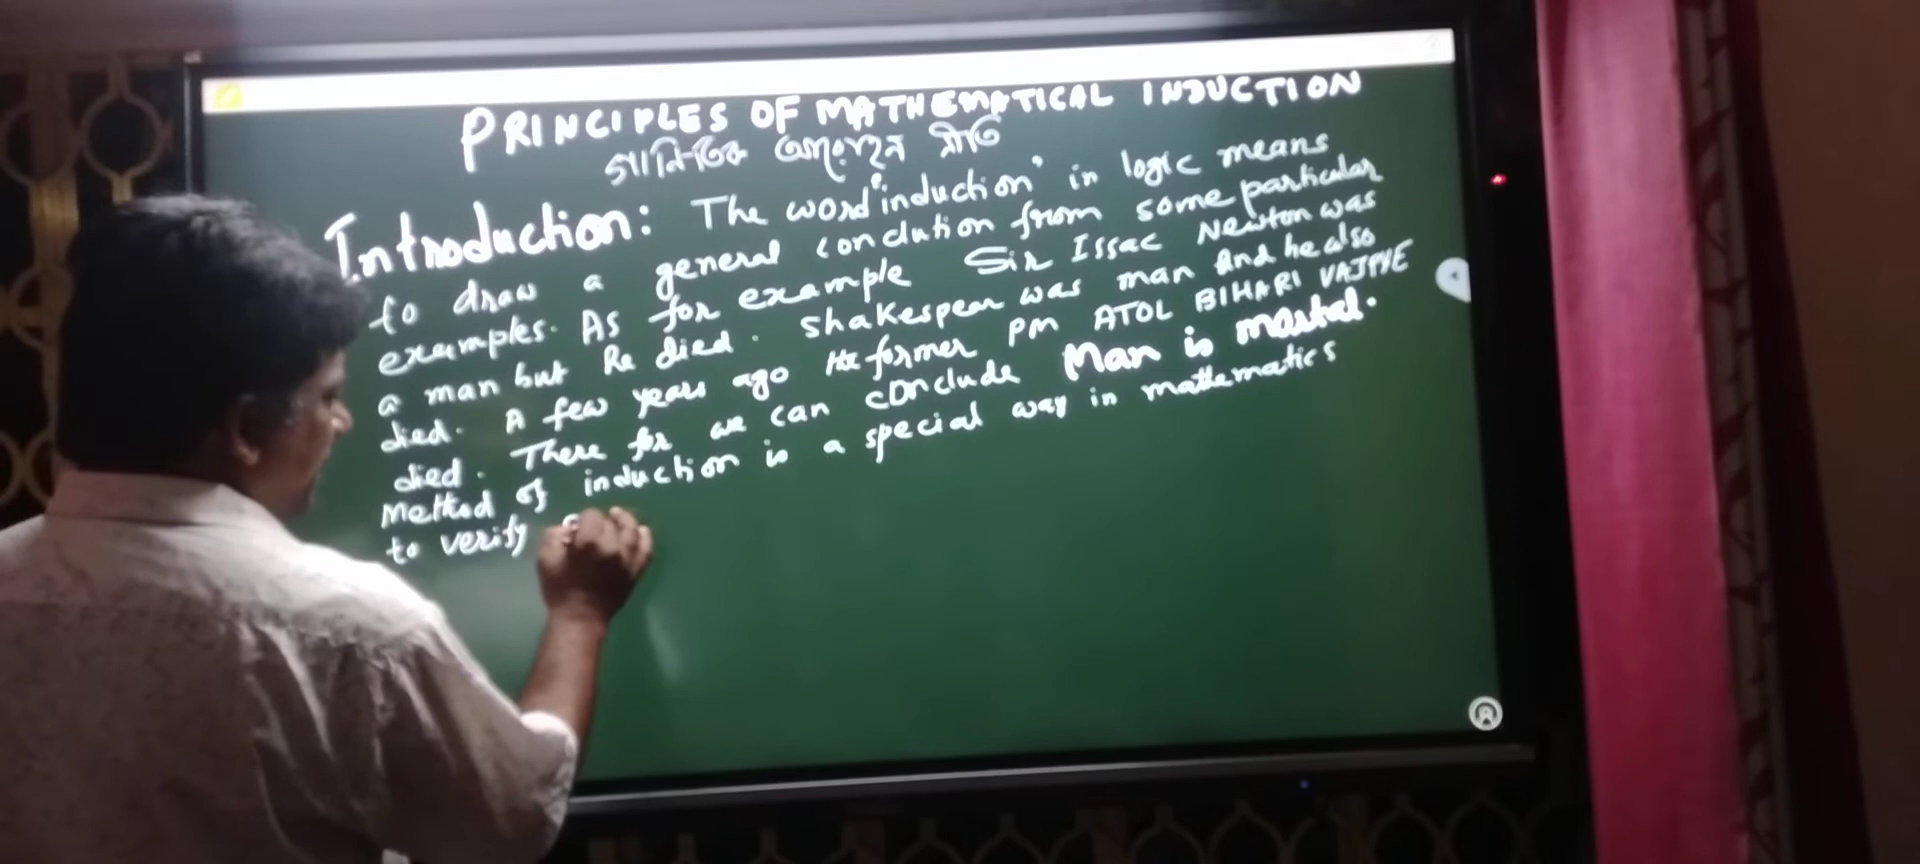 PRINCIPLES OF MATHEMATICAL INDUCTION
গাণিতিক আরোহন নীতি
Introduction: The word "induction" in logic means
to draw a general conclution from some particular
examples. As for example Sir Issac Newton was
a man but he died. Shakespear was man and he also
died. A few years ago the former PM ATOL BIHARI VAJPYE
died. There for we can conclude Man is mortal.
Method of induction is a special way in mathematics
to verify